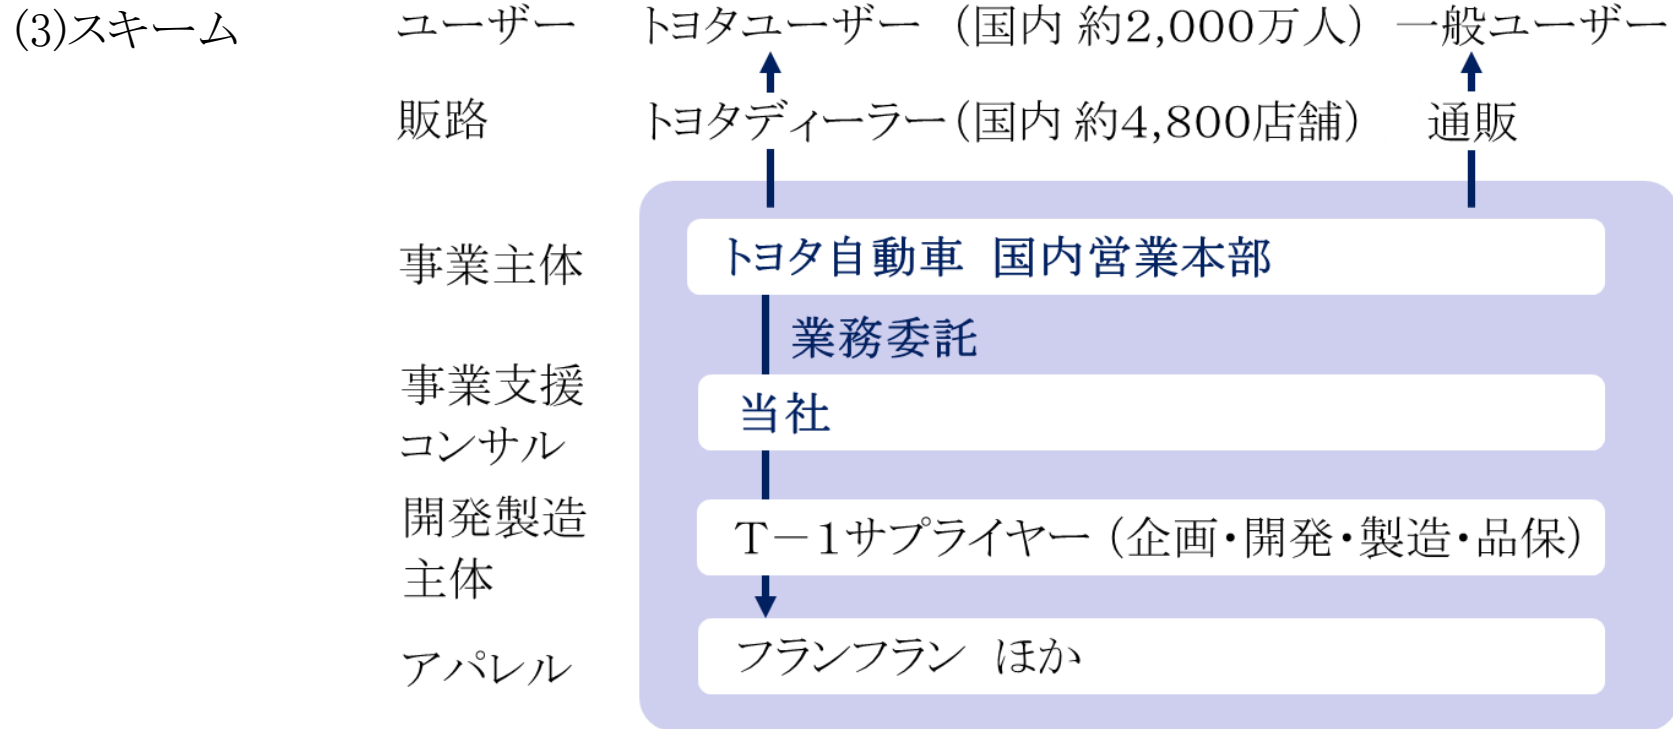 (3)スキーム ユーザー トヨタユーザー （国内 約2,000万人） 一般ユーザー
販路 トヨタディーラー（国内 約4,800店舗） 通販
事業主体 トヨタ自動車 国内営業本部
業務委託
事業支援
コンサル
当社
開発製造
主体
T－1サプライヤー（企画・開発・製造・品保）
アパレル フランフラン ほか